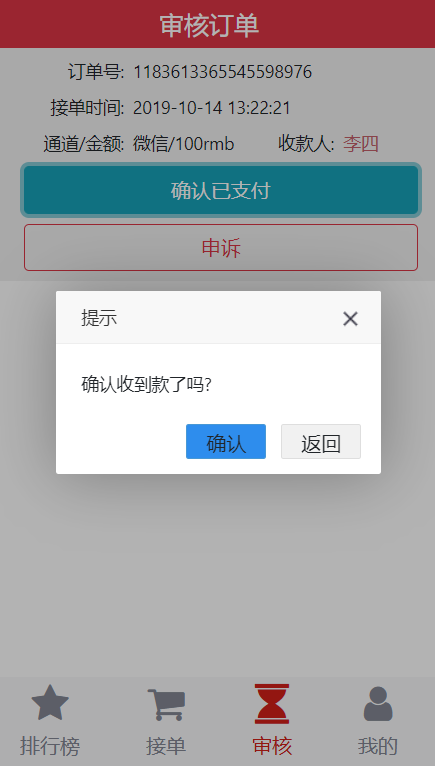 审核订单
订单号: 1183613365545598976
接单时间: 2019-10-14 13:22:21
通道/金额: 微信/100rmb 收款人: 李四
确认已支付
申诉
提示
确认收到款了吗?
确认 返回
排行榜 接单 审核 我的